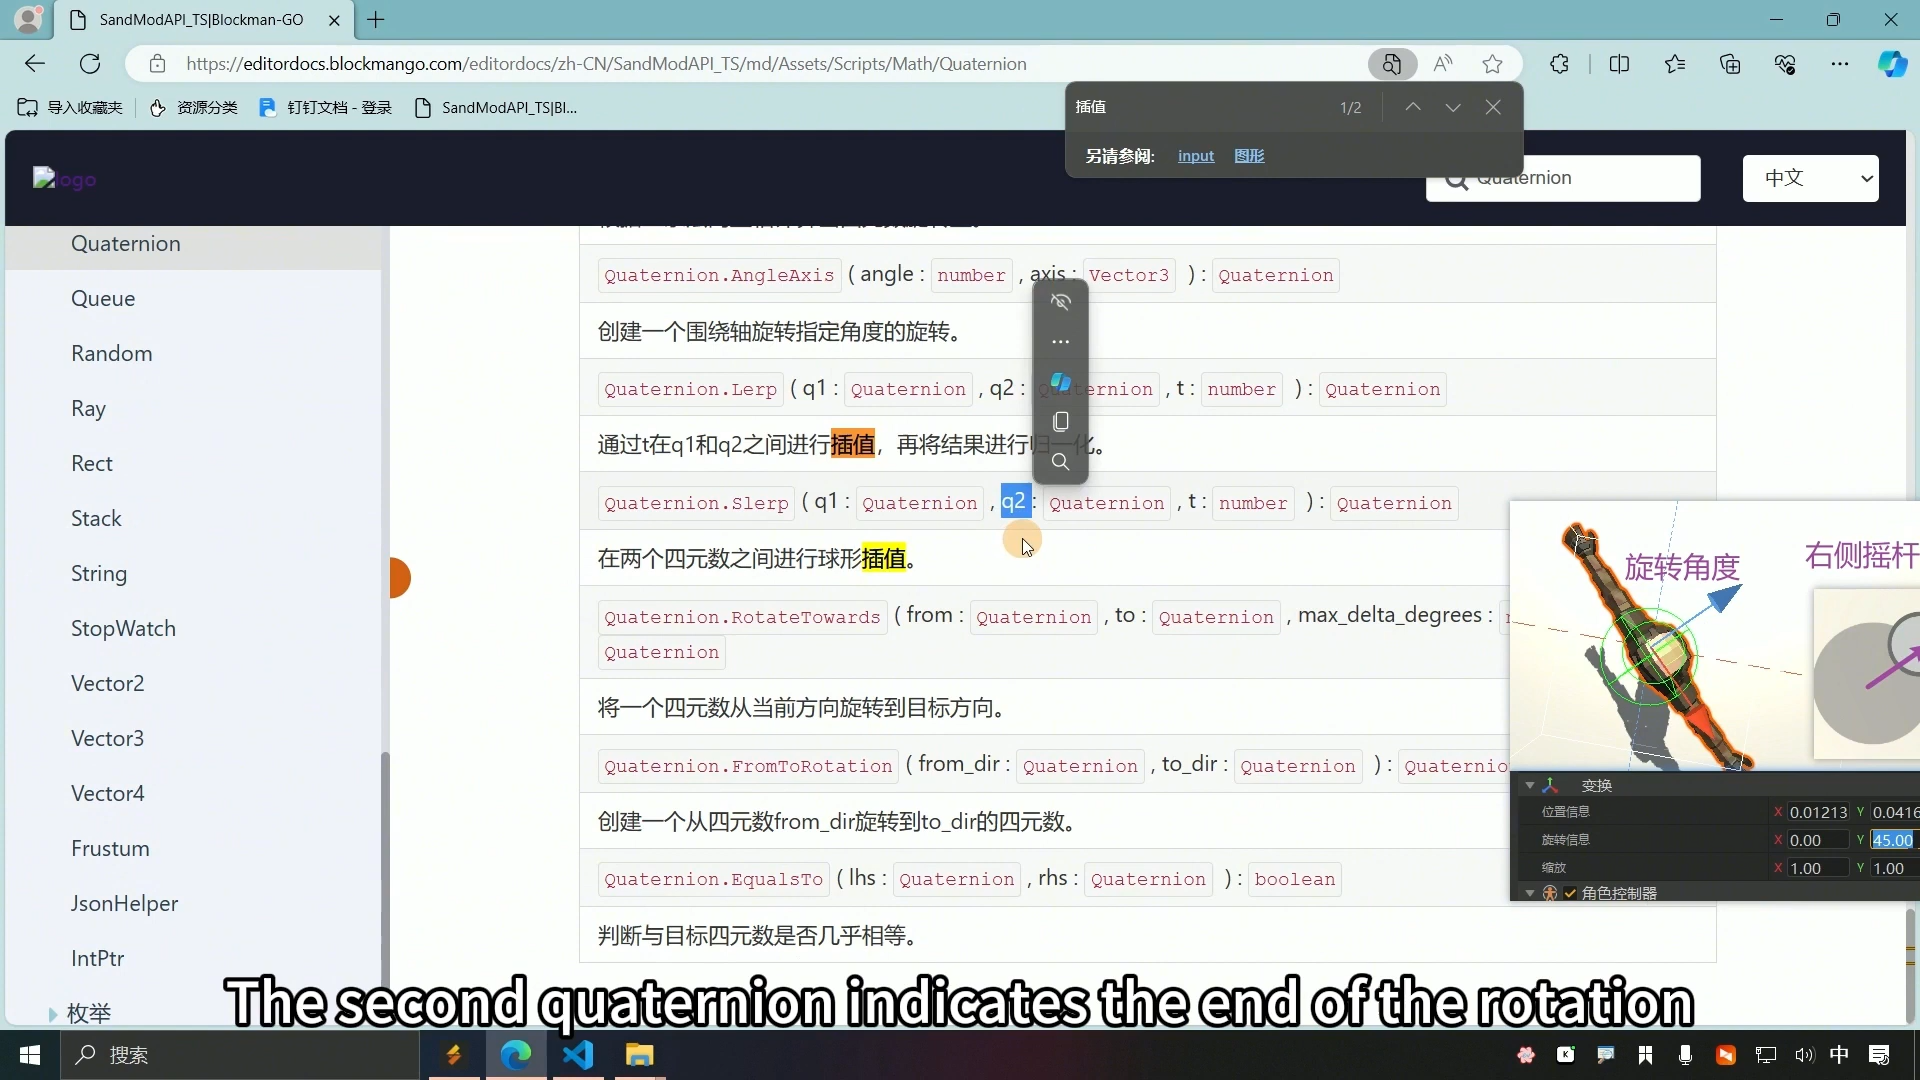 SandModAPI_TS|Blockman-GO
https://editordocs.blockmango.com/editordocs/zh-CN/SandModAPI_TS/md/Assets/Scripts/Math/Quaternion
导入收藏夹
资源分类
钉钉文档 - 登录
SandModAPI_TS|Bl...
插值
1/2
另请参阅:
input
图形
logo
Quaternion
中文
Quaternion
Queue
Random
Ray
Rect
Stack
String
StopWatch
Vector2
Vector3
Vector4
Frustum
JsonHelper
IntPtr
枚举
Quaternion.AngleAxis ( angle : number , axis : Vector3 ) : Quaternion
创建一个围绕轴旋转指定角度的旋转。
Quaternion.Lerp ( q1 : Quaternion , q2 : Quaternion , t : number ) : Quaternion
通过t在q1和q2之间进行插值，再将结果进行归一化。
Quaternion.Slerp ( q1 : Quaternion , q2 : Quaternion , t : number ) : Quaternion
在两个四元数之间进行球形插值。
Quaternion.RotateTowards ( from : Quaternion , to : Quaternion , max_delta_degrees :
Quaternion
将一个四元数从当前方向旋转到目标方向。
Quaternion.FromToRotation ( from_dir : Quaternion , to_dir : Quaternion ) : Quaternio
创建一个从四元数from_dir旋转到to_dir的四元数。
Quaternion.EqualsTo ( lhs : Quaternion , rhs : Quaternion ) : boolean
判断与目标四元数是否几乎相等。
旋转角度
右侧摇杆
变换
位置信息 X 0.01213 Y 0.0416
旋转信息 X 0.00 Y 45.00
缩放 X 1.00 Y 1.00
角色控制器
The second quaternion indicates the end of the rotation
搜索
中